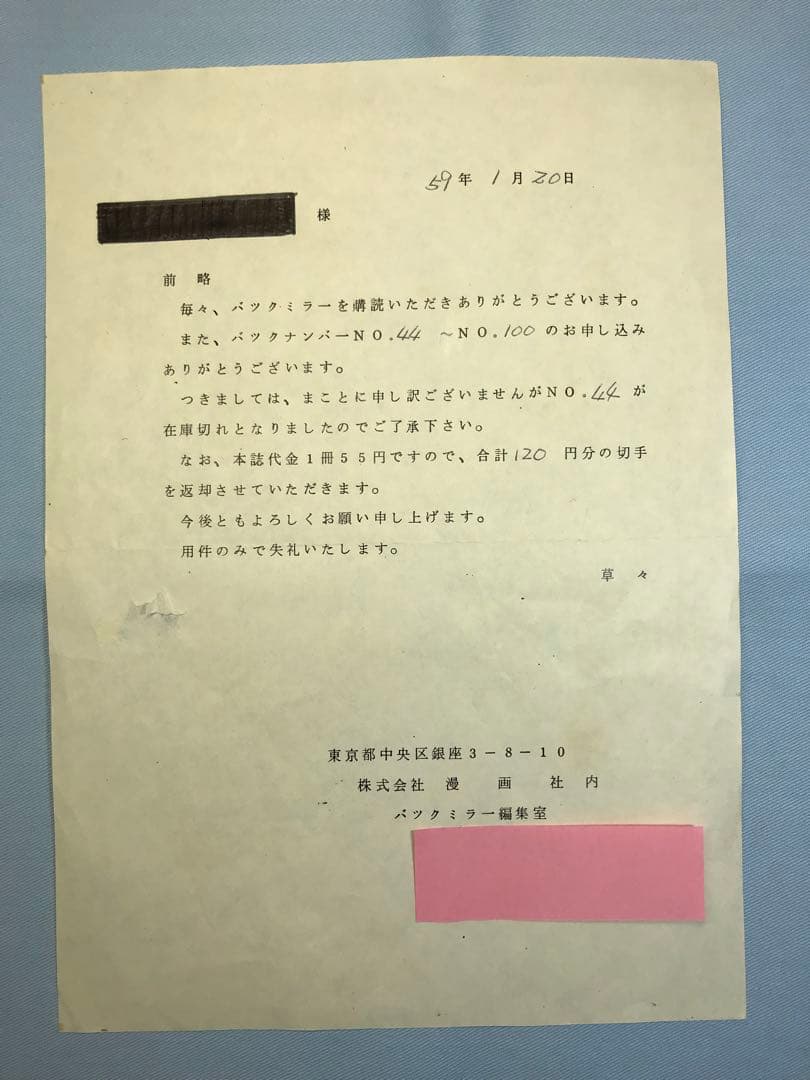 59年 1月20日
様
前略
毎々、バツクミラーを購読いただきありがとうございます。
また、バツクナンバーNO.44 ～NO.100のお申し込み
ありがとうございます。
つきましては、まことに申し訳ございませんがNO.44が
在庫切れとなりましたのでご了承下さい。
なお、本誌代金1冊55円ですので、合計120円分の切手
を返却させていただきます。
今後ともよろしくお願い申し上げます。
用件のみで失礼いたします。
草々
東京都中央区銀座3－8－10
株式会社 漫画社内
バツクミラー編集室